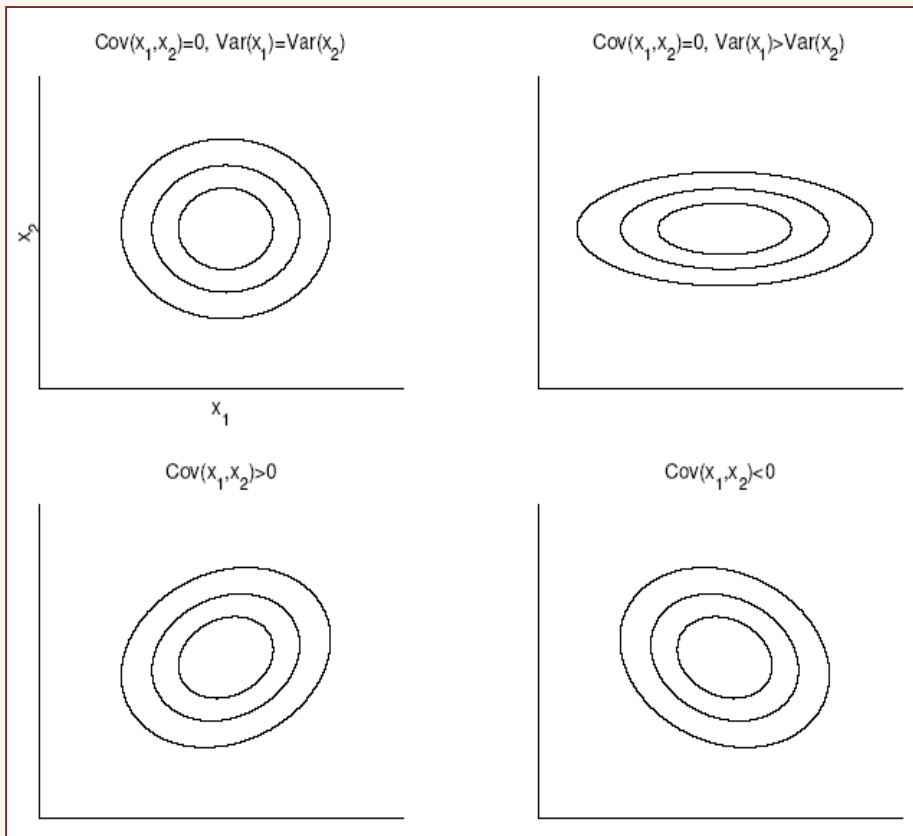 Cov(x₁,x₂)=0, Var(x₁)=Var(x₂)
Cov(x₁,x₂)=0, Var(x₁)>Var(x₂)
x₂
x₁
Cov(x₁,x₂)>0
Cov(x₁,x₂)<0